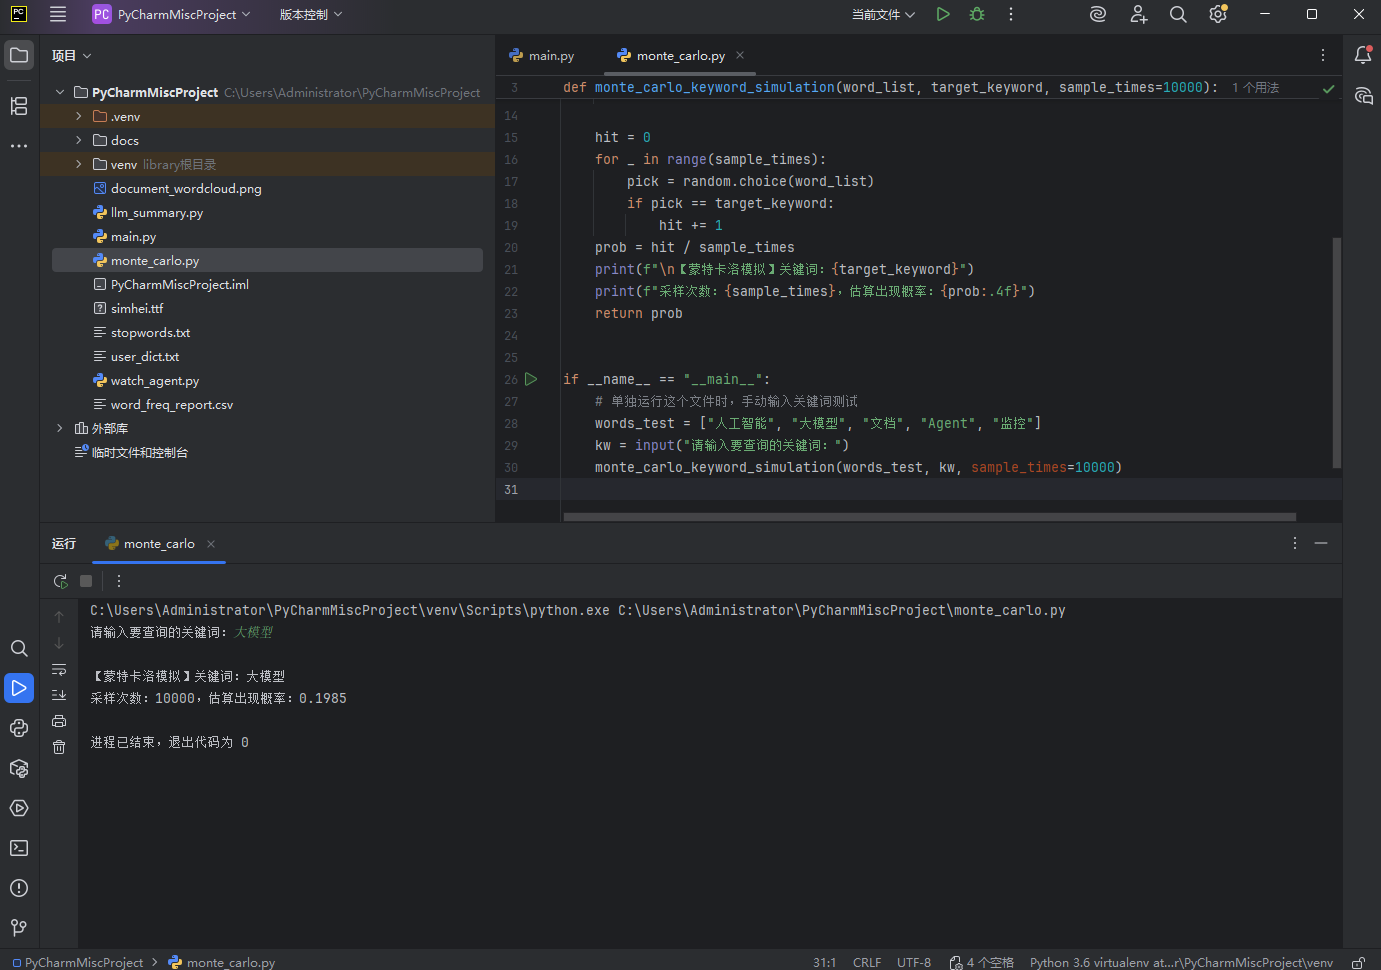 PC
PC PyCharmMiscProject
版本控制
当前文件
项目
PyCharmMiscProject C:\Users\Administrator\PyCharmMiscProject
.venv
docs
venv library根目录
document_wordcloud.png
llm_summary.py
main.py
monte_carlo.py
PyCharmMiscProject.iml
simhei.ttf
stopwords.txt
user_dict.txt
watch_agent.py
word_freq_report.csv
外部库
临时文件和控制台
main.py
monte_carlo.py
3 def monte_carlo_keyword_simulation(word_list, target_keyword, sample_times=10000): 1个用法
14
15 hit = 0
16 for _ in range(sample_times):
17 pick = random.choice(word_list)
18 if pick == target_keyword:
19 hit += 1
20 prob = hit / sample_times
21 print(f"\n【蒙特卡洛模拟】关键词：{target_keyword}")
22 print(f"采样次数：{sample_times}，估算出现概率：{prob:.4f}")
23 return prob
24
25
26 if __name__ == "__main__":
27 # 单独运行这个文件时，手动输入关键词测试
28 words_test = ["人工智能", "大模型", "文档", "Agent", "监控"]
29 kw = input("请输入要查询的关键词：")
30 monte_carlo_keyword_simulation(words_test, kw, sample_times=10000)
31
运行
monte_carlo
C:\Users\Administrator\PyCharmMiscProject\venv\Scripts\python.exe C:\Users\Administrator\PyCharmMiscProject\monte_carlo.py
请输入要查询的关键词：大模型
【蒙特卡洛模拟】关键词：大模型
采样次数：10000，估算出现概率：0.1985
进程已结束，退出代码为 0
PyCharmMiscProject
monte_carlo.py
31:1 CRLF UTF-8 4 个空格 Python 3.6 virtualenv at...r\PyCharmMiscProject\venv